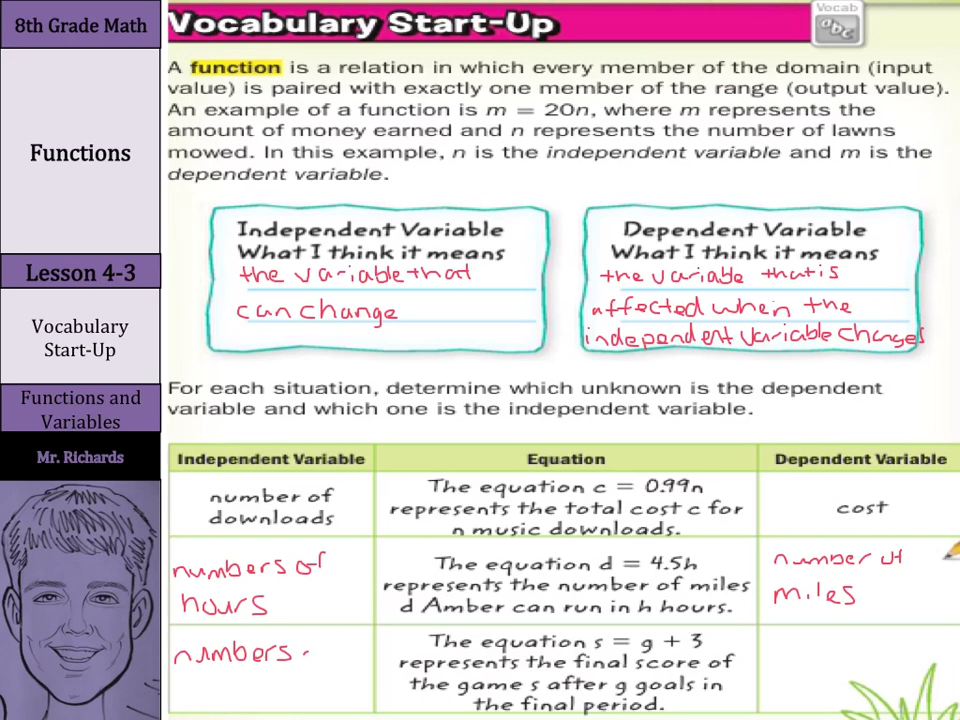 8th Grade Math
Functions
Lesson 4-3
Vocabulary
Start-Up
Functions and
Variables
Mr. Richards
Vocabulary Start-Up
Vocab
abc
A function is a relation in which every member of the domain (input
value) is paired with exactly one member of the range (output value).
An example of a function is m = 20n, where m represents the
amount of money earned and n represents the number of lawns
mowed. In this example, n is the independent variable and m is the
dependent variable.
Independent Variable
What I think it means
the variable that
can change
Dependent Variable
What I think it means
the variable that is
affected when the
independent variable changes
For each situation, determine which unknown is the dependent
variable and which one is the independent variable.
Independent Variable
Equation
Dependent Variable
number of
downloads
The equation c = 0.99n
represents the total cost c for
n music downloads.
cost
numbers of
hours
The equation d = 4.5h
represents the number of miles
d Amber can run in h hours.
number of
miles
numbers
The equation s = g + 3
represents the final score of
the game s after g goals in
the final period.